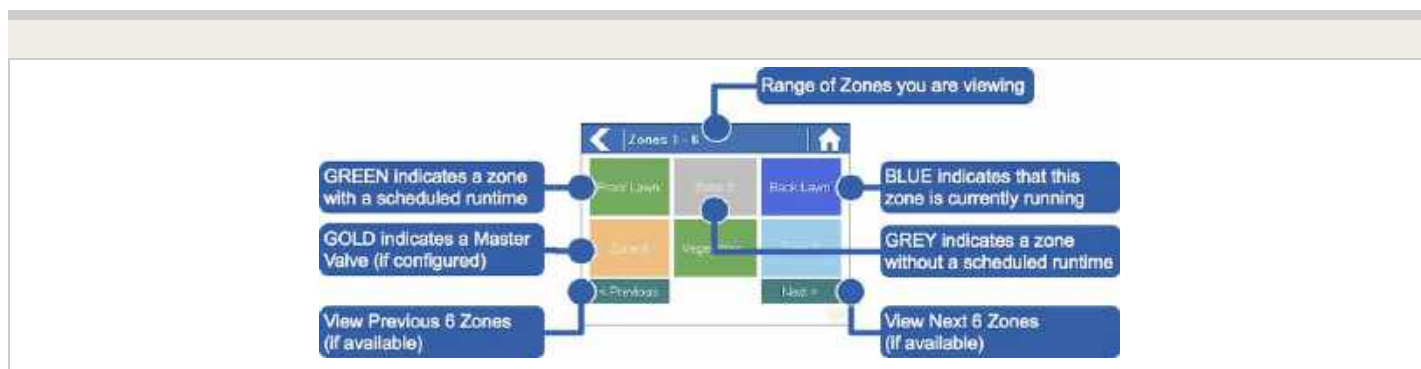 Range of Zones you are viewing
Zones 1 - 6
GREEN indicates a zone
with a scheduled runtime
Front Lawn
Back Lawn
BLUE indicates that this
zone is currently running
GOLD indicates a Master
Valve (if configured)
GREY indicates a zone
without a scheduled runtime
< Previous
Next >
View Previous 6 Zones
(if available)
View Next 6 Zones
(if available)